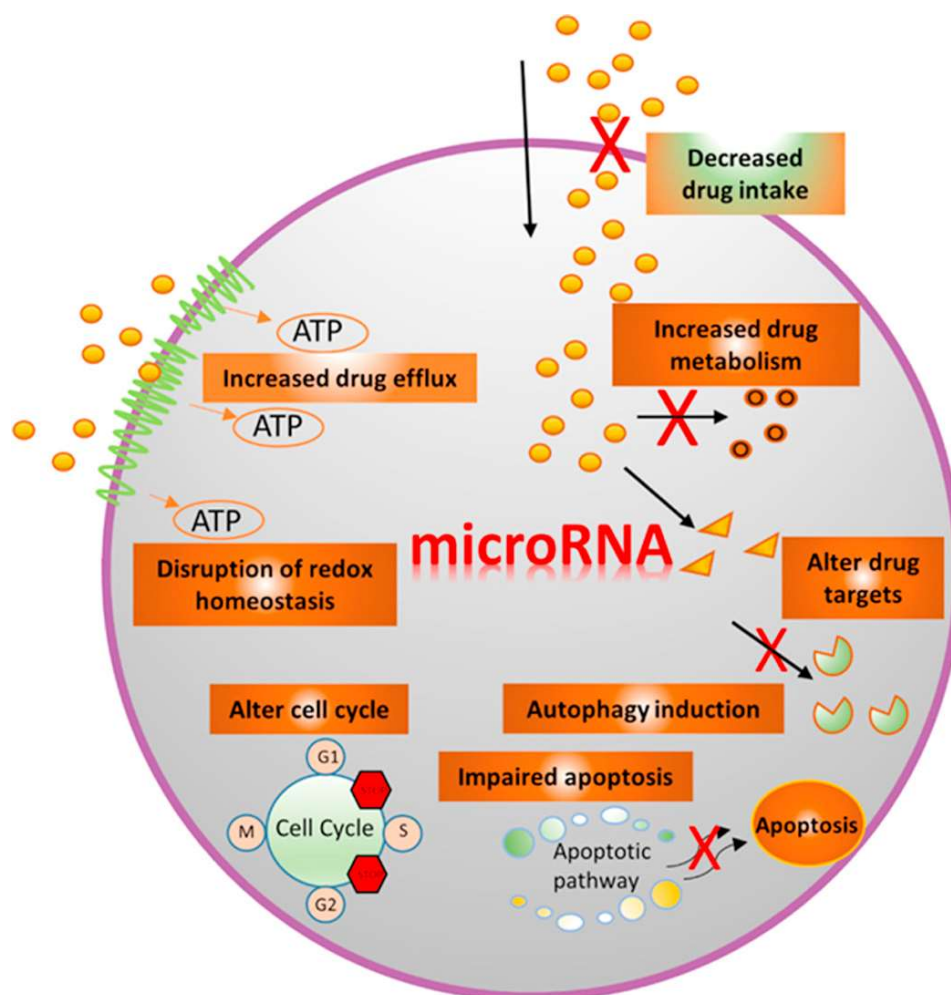 Decreased
drug intake
ATP
Increased drug
metabolism
Increased drug efflux
ATP
ATP
microRNA
Disruption of redox
homeostasis
Alter drug
targets
Alter cell cycle
Autophagy induction
G1
Impaired apoptosis
M
Cell Cycle
S
G2
Apoptotic
pathway
Apoptosis